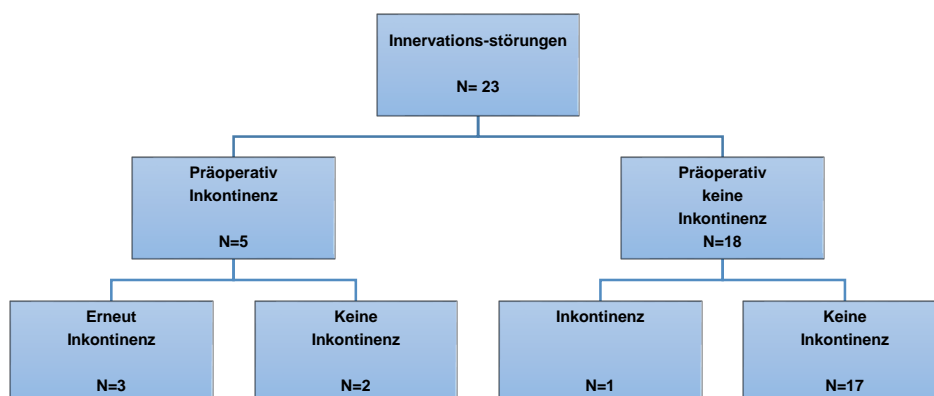 Innervations-störungen
N= 23
Präoperativ
Inkontinenz
N=5
Präoperativ
keine
Inkontinenz
N=18
Erneut
Inkontinenz
N=3
Keine
Inkontinenz
N=2
Inkontinenz
N=1
Keine
Inkontinenz
N=17